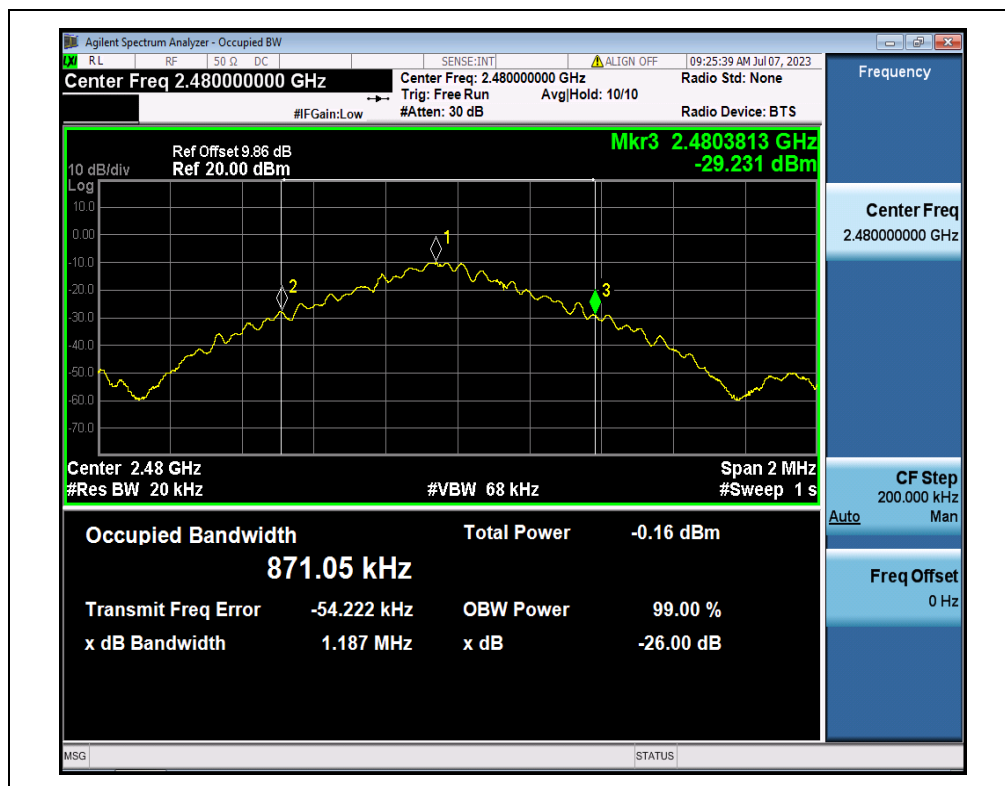 Agilent Spectrum Analyzer - Occupied BW
LXI RL RF 50 Ω DC SENSE:INT ALIGN OFF 09:25:39 AM Jul 07, 2023
Center Freq 2.480000000 GHz
Center Freq: 2.480000000 GHz
Radio Std: None
Trig: Free Run Avg|Hold: 10/10
#IFGain:Low
#Atten: 30 dB
Radio Device: BTS
Frequency
Mkr3 2.4803813 GHz
-29.231 dBm
Ref Offset 9.86 dB
10 dB/div Ref 20.00 dBm
Log
10.0
0.00
-10.0
-20.0
-30.0
-40.0
-50.0
-60.0
-70.0
1
2
3
Center 2.48 GHz Span 2 MHz
#Res BW 20 kHz #VBW 68 kHz #Sweep 1 s
Center Freq
2.480000000 GHz
CF Step
200.000 kHz
Auto Man
Freq Offset
0 Hz
Occupied Bandwidth Total Power -0.16 dBm
871.05 kHz
Transmit Freq Error -54.222 kHz OBW Power 99.00 %
x dB Bandwidth 1.187 MHz x dB -26.00 dB
MSG STATUS